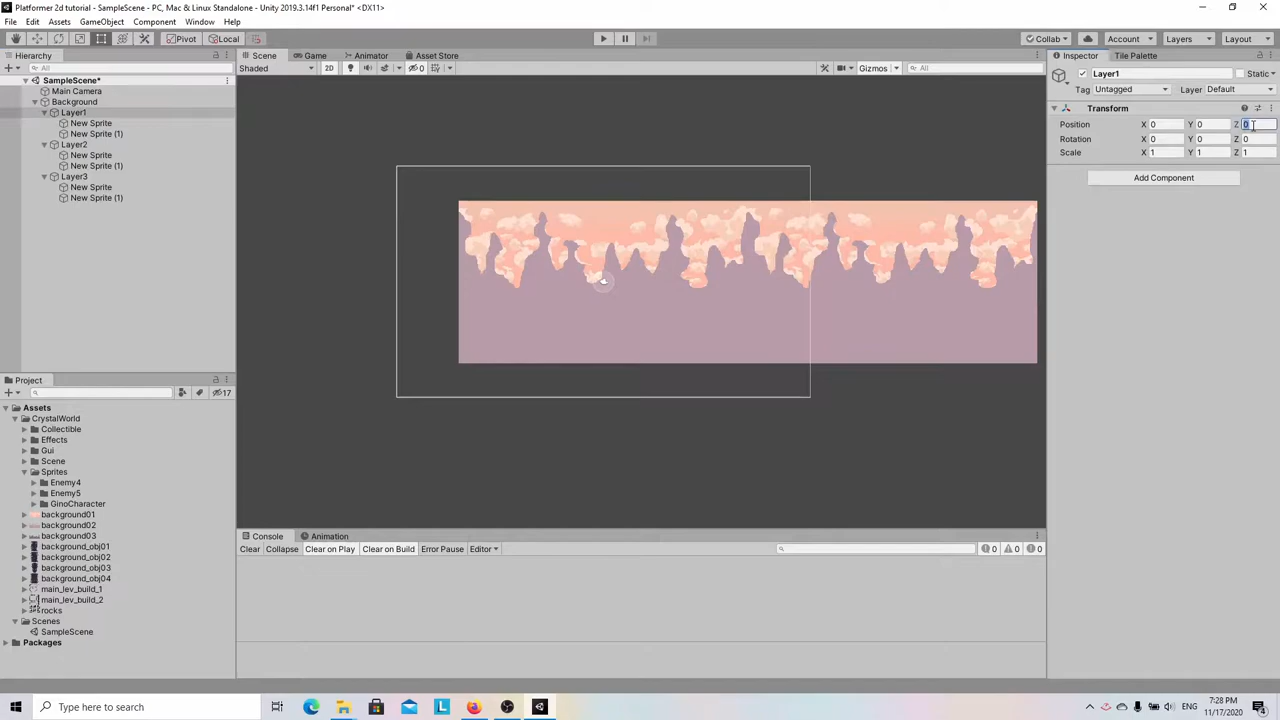 Platformer 2d tutorial - SampleScene - PC, Mac & Linux Standalone - Unity 2019.3.14f1 Personal* <DX11>
File Edit Assets GameObject Component Window Help
Pivot Local Collab Account Layers Layout
Hierarchy
All
SampleScene*
Main Camera
Background
Layer1
New Sprite
New Sprite (1)
Layer2
New Sprite
New Sprite (1)
Layer3
New Sprite
New Sprite (1)
Scene Game Animator Asset Store
Shaded 2D 0 Gizmos All
Inspector Tile Palette
Layer1 Static
Tag Untagged Layer Default
Transform
Position X 0 Y 0 Z 0
Rotation X 0 Y 0 Z 0
Scale X 1 Y 1 Z 1
Add Component
Project
17
Assets
CrystalWorld
Collectible
Effects
Gui
Scene
Sprites
Enemy4
Enemy5
GinoCharacter
background01
background02
background03
background_obj01
background_obj02
background_obj03
background_obj04
main_lev_build_1
main_lev_build_2
rocks
Scenes
SampleScene
Packages
Console Animation
Clear Collapse Clear on Play Clear on Build Error Pause Editor 0 0 0
Type here to search
ENG
7:28 PM
11/17/2020
4